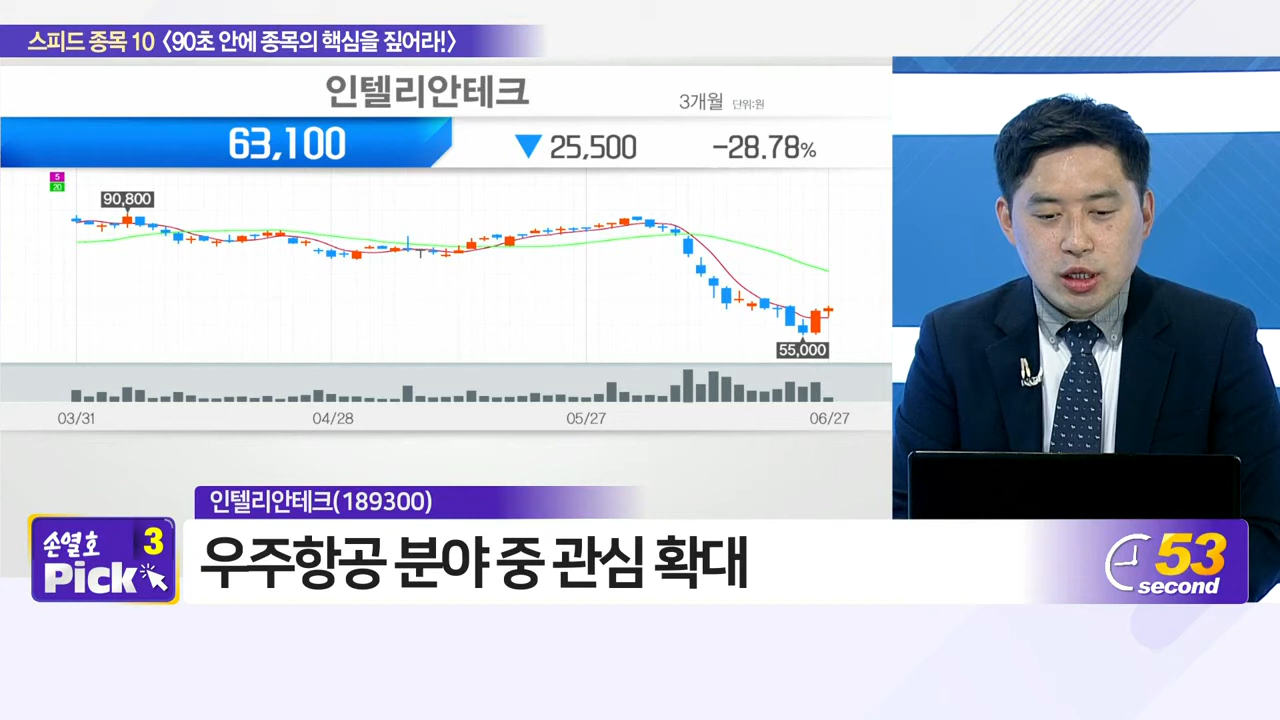 스피드 종목 10 〈90초 안에 종목의 핵심을 짚어라!〉
인텔리안테크
3개월 단위:원
63,100 ▼ 25,500 -28.78%
5
20
90,800
55,000
03/31 04/28 05/27 06/27
인텔리안테크(189300)
손열호 3
Pick
우주항공 분야 중 관심 확대
53
second